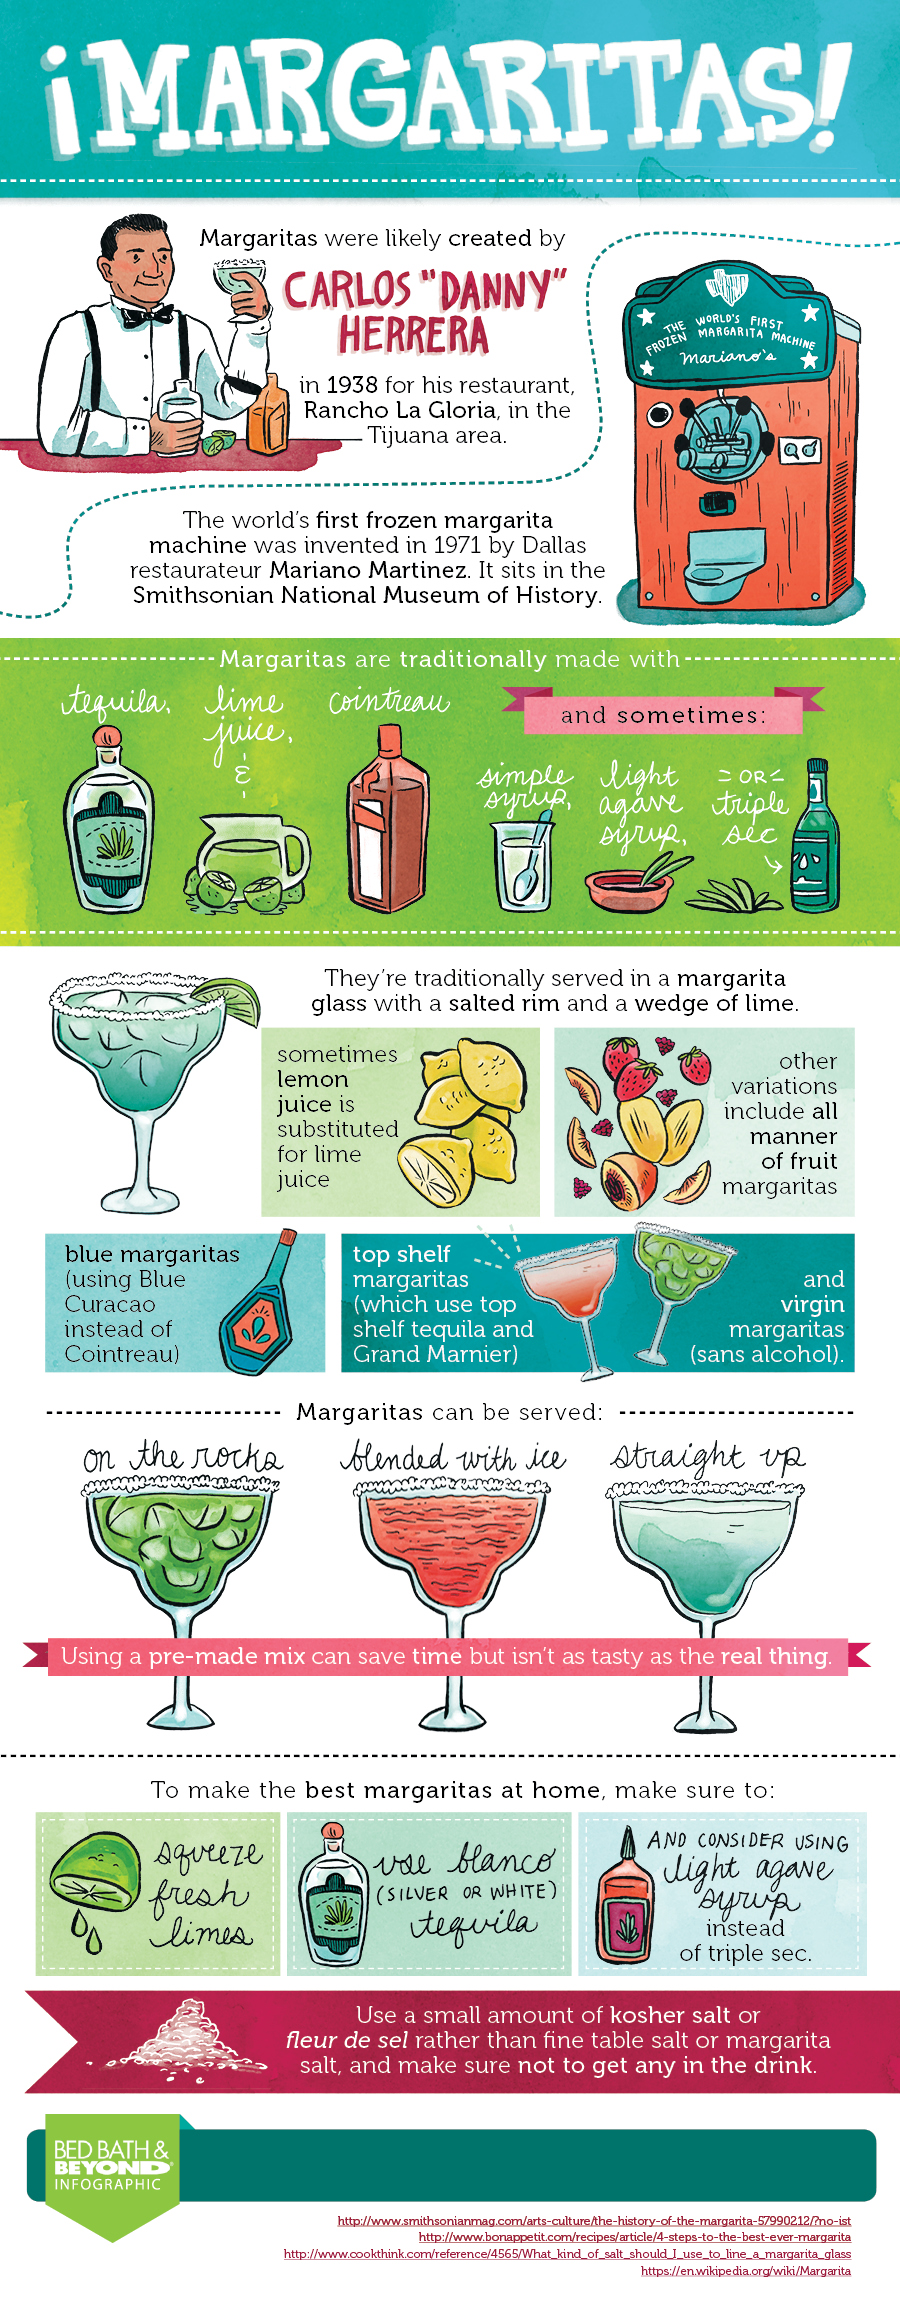 ¡MARGARITAS!
Margaritas were likely created by
CARLOS "DANNY"
HERRERA
in 1938 for his restaurant,
Rancho La Gloria, in the
Tijuana area.
THE WORLD'S FIRST
FROZEN MARGARITA MACHINE
Mariano's
The world's first frozen margarita
machine was invented in 1971 by Dallas
restaurateur Mariano Martinez. It sits in the
Smithsonian National Museum of History.
Margaritas are traditionally made with
tequila,
lime
juice,
&
cointreau
and sometimes:
simple
syrup,
light
agave
syrup,
=OR=
triple
sec
They're traditionally served in a margarita
glass with a salted rim and a wedge of lime.
sometimes
lemon
juice is
substituted
for lime
juice
other
variations
include all
manner
of fruit
margaritas
blue margaritas
(using Blue
Curacao
instead of
Cointreau)
top shelf
margaritas
(which use top
shelf tequila and
Grand Marnier)
and
virgin
margaritas
(sans alcohol).
Margaritas can be served:
on the rocks
blended with ice
straight up
Using a pre-made mix can save time but isn't as tasty as the real thing.
To make the best margaritas at home, make sure to:
squeeze
fresh
limes
use blanco
(SILVER OR WHITE)
tequila
AND CONSIDER USING
light agave
syrup
instead
of triple sec.
Use a small amount of kosher salt or
fleur de sel rather than fine table salt or margarita
salt, and make sure not to get any in the drink.
BED BATH &
BEYOND®
INFOGRAPHIC
http://www.smithsonianmag.com/arts-culture/the-history-of-the-margarita-57990212/?no-ist
http://www.bonappetit.com/recipes/article/4-steps-to-the-best-ever-margarita
http://www.cookthink.com/reference/4565/What_kind_of_salt_should_I_use_to_line_a_margarita_glass
https://en.wikipedia.org/wiki/Margarita